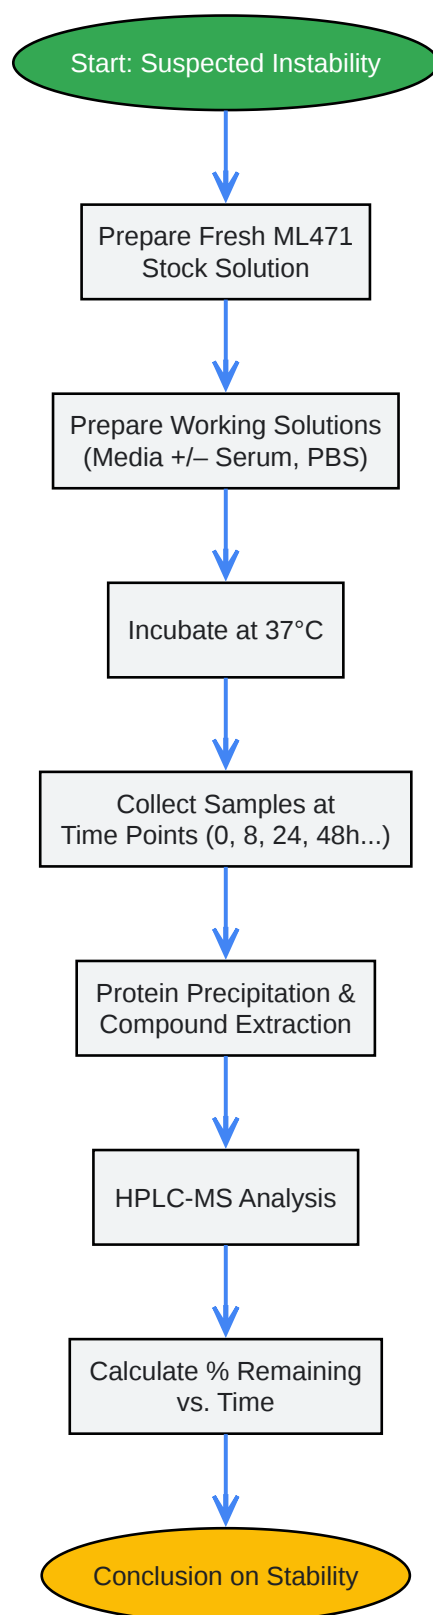 Start: Suspected Instability
Prepare Fresh ML471
Stock Solution
Prepare Working Solutions
(Media +/– Serum, PBS)
Incubate at 37°C
Collect Samples at
Time Points (0, 8, 24, 48h...)
Protein Precipitation &
Compound Extraction
HPLC-MS Analysis
Calculate % Remaining
vs. Time
Conclusion on Stability